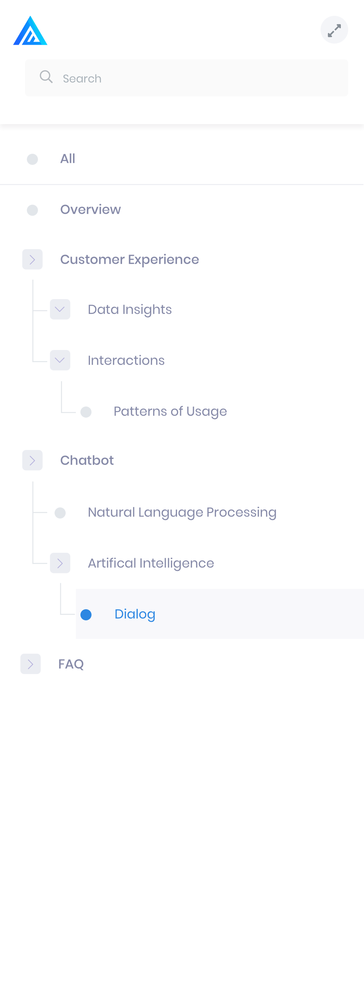 Search
All
Overview
Customer Experience
Data Insights
Interactions
Patterns of Usage
Chatbot
Natural Language Processing
Artifical Intelligence
Dialog
FAQ